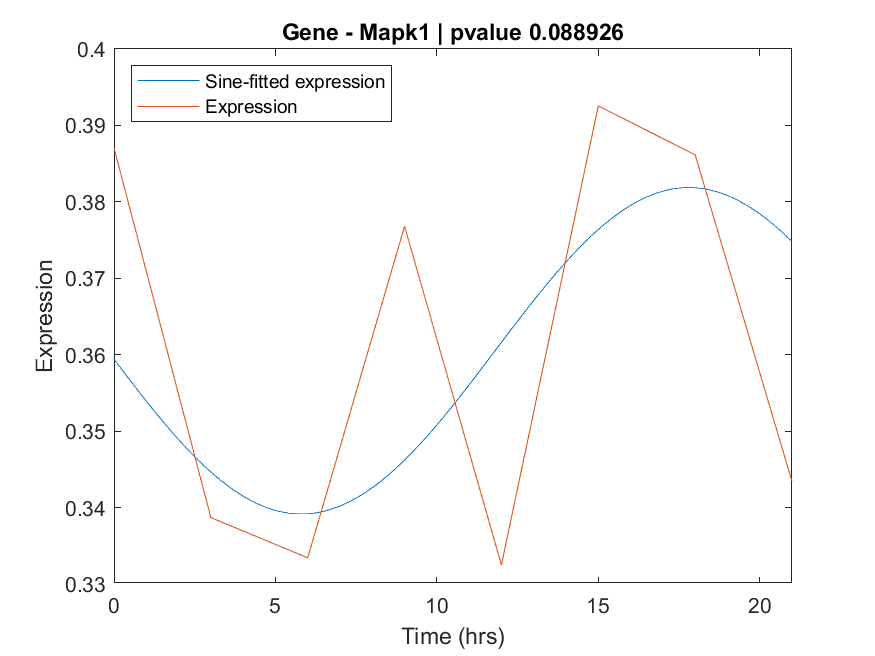 Gene - Mapk1 | pvalue 0.088926
Sine-fitted expression
Expression
0.4
0.39
0.38
0.37
0.36
0.35
0.34
0.33
Expression
0 5 10 15 20
Time (hrs)